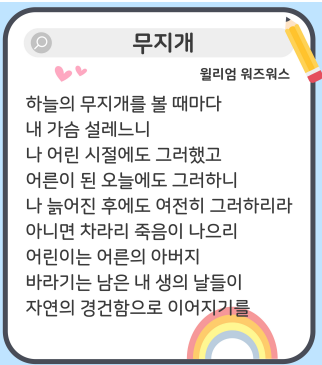 무지개
윌리엄 워즈워스
하늘의 무지개를 볼 때마다
내 가슴 설레느니
나 어린 시절에도 그러했고
어른이 된 오늘에도 그러하니
나 늙어진 후에도 여전히 그러하리라
아니면 차라리 죽음이 나으리
어린이는 어른의 아버지
바라기는 남은 내 생의 날들이
자연의 경건함으로 이어지기를